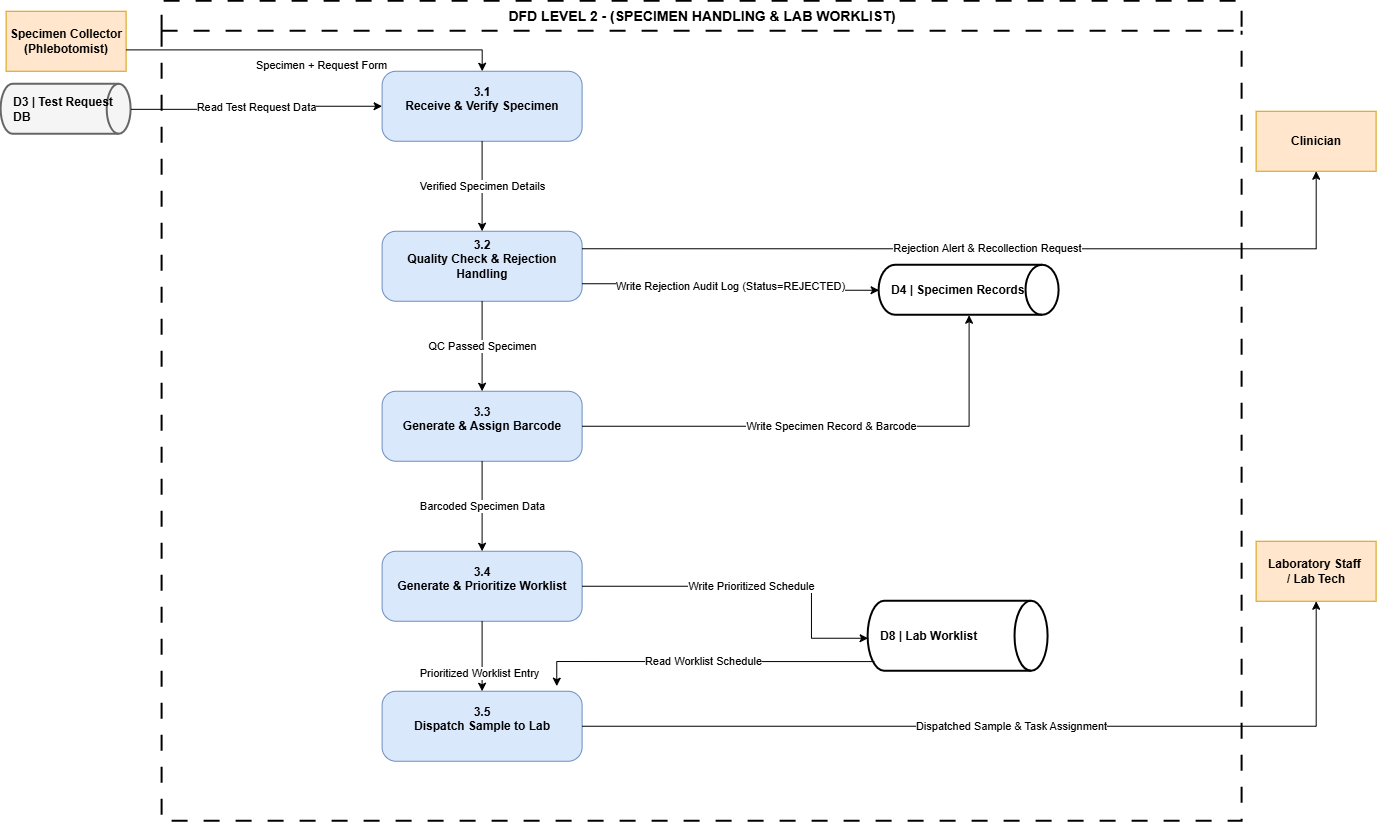 DFD LEVEL 2 - (SPECIMEN HANDLING & LAB WORKLIST)
Specimen Collector
(Phlebotomist)
Specimen + Request Form
D3 | Test Request
DB
Read Test Request Data
3.1
Receive & Verify Specimen
Clinician
Verified Specimen Details
3.2
Quality Check & Rejection
Handling
Rejection Alert & Recollection Request
Write Rejection Audit Log (Status=REJECTED)
D4 | Specimen Records
QC Passed Specimen
3.3
Generate & Assign Barcode
Write Specimen Record & Barcode
Barcoded Specimen Data
3.4
Generate & Prioritize Worklist
Write Prioritized Schedule
Laboratory Staff
/ Lab Tech
D8 | Lab Worklist
Read Worklist Schedule
Prioritized Worklist Entry
3.5
Dispatch Sample to Lab
Dispatched Sample & Task Assignment